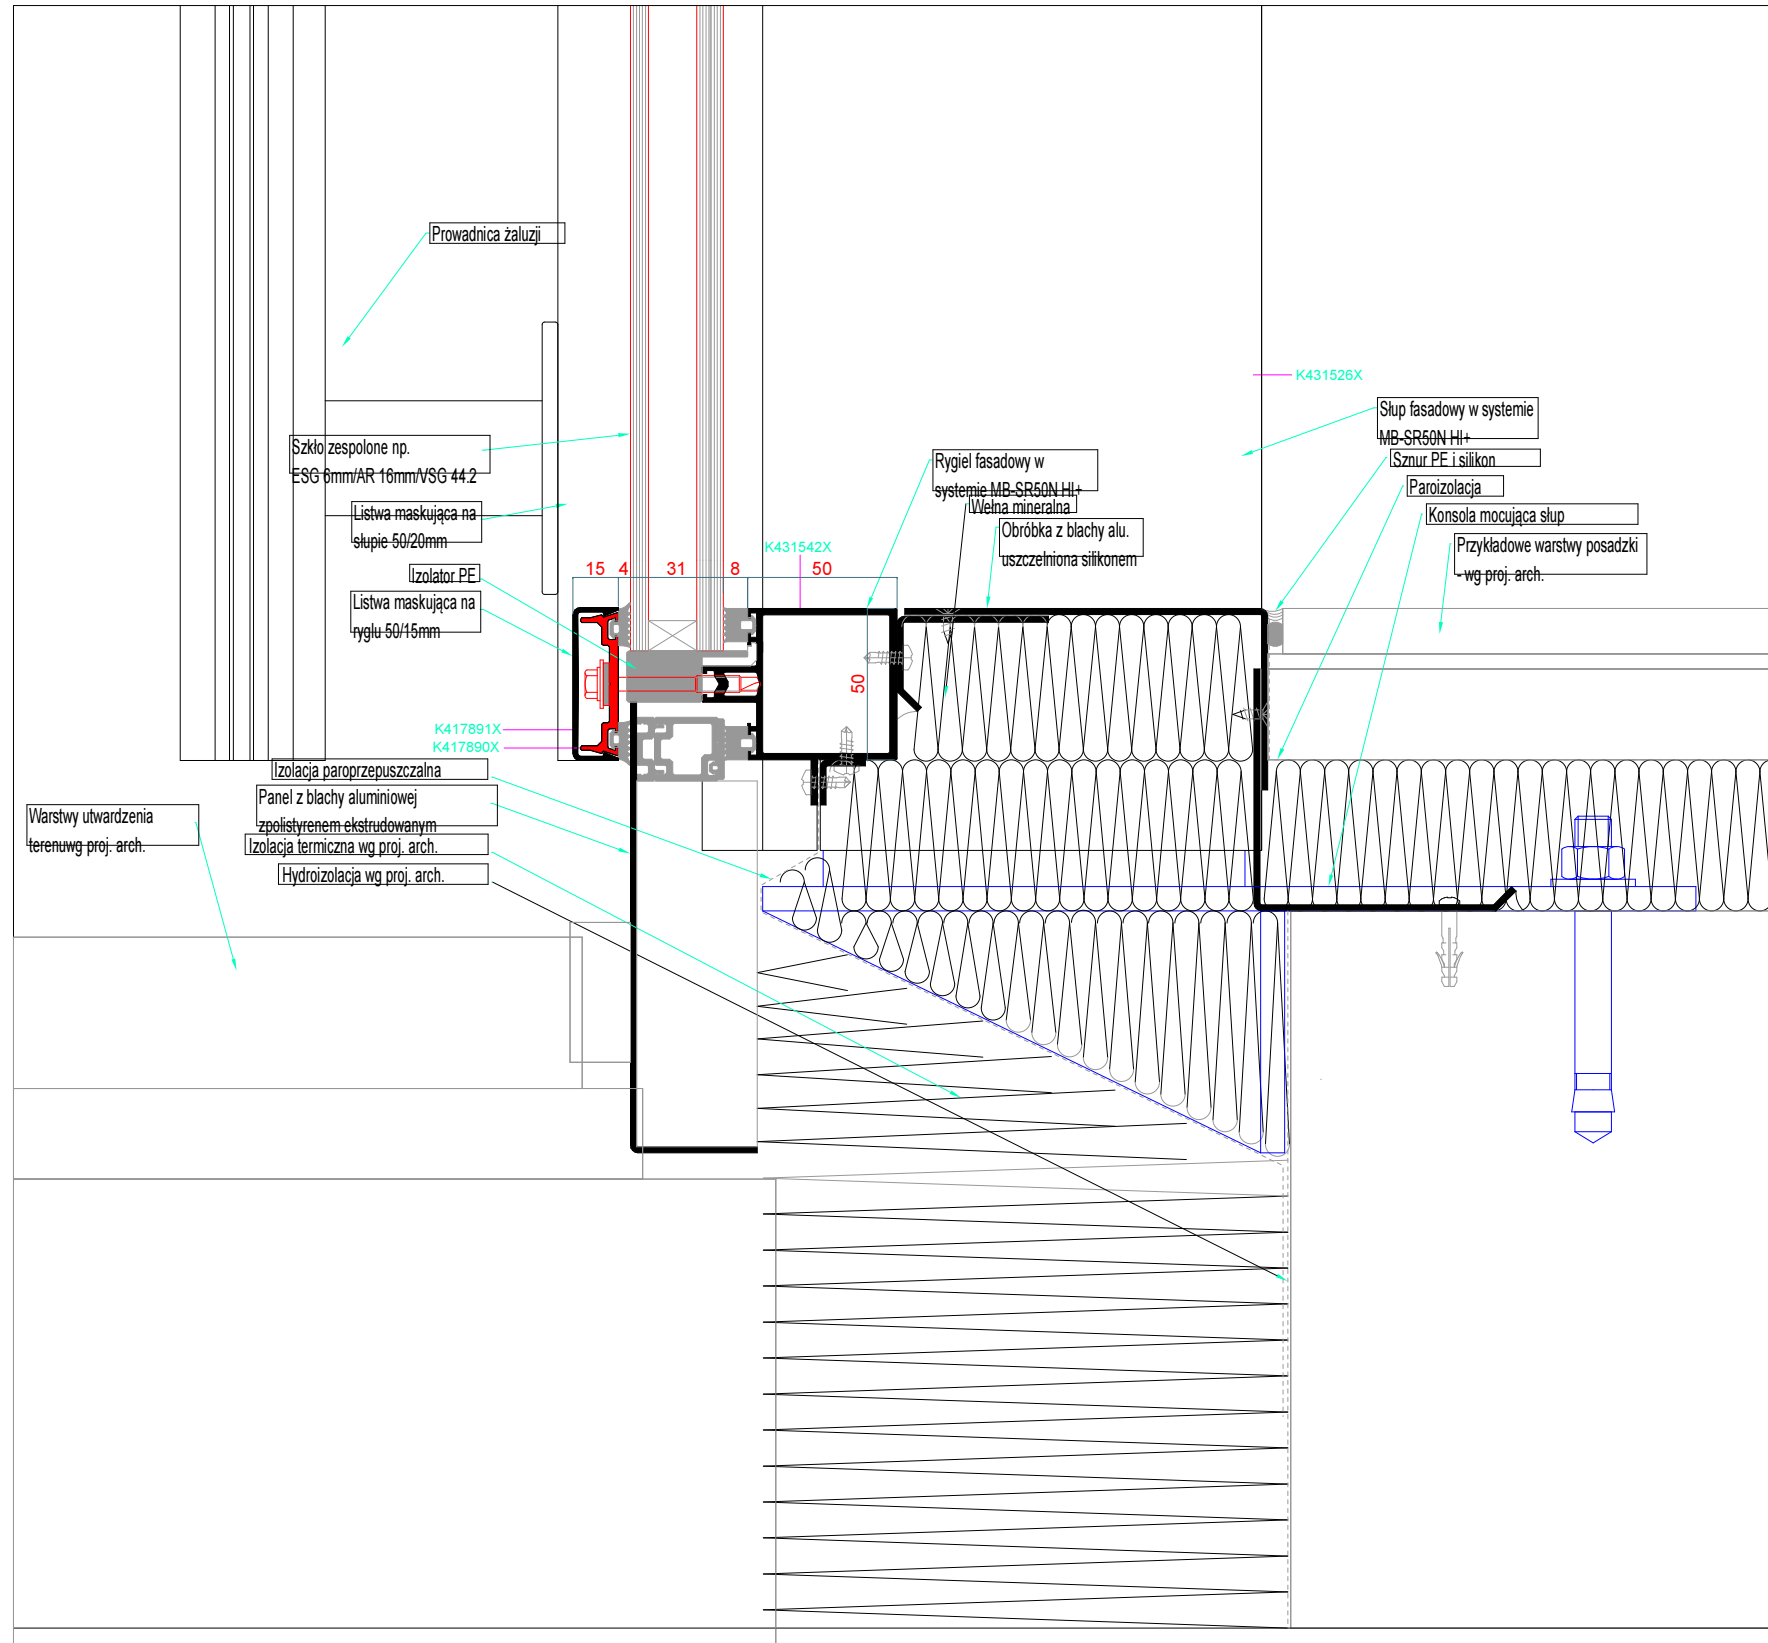 Prowadnica żaluzji
K431526X
Słup fasadowy w systemie
MB-SR50N HI+
Sznur PE i silikon
Paroizolacja
Konsola mocująca słup
Przykładowe warstwy posadzki
- wg proj. arch.
Szkło zespolone np.
ESG 6mm/AR 16mm/VSG 44.2
Rygiel fasadowy w
systemie MB-SR50N HI+
Wełna mineralna
Obróbka z blachy alu.
uszczelniona silikonem
Listwa maskująca na
słupie 50/20mm
K431542X
Izolator PE
15 4 31 8 50
Listwa maskująca na
ryglu 50/15mm
50
K417891X
K417890X
Izolacja paroprzepuszczalna
Panel z blachy aluminiowej
zpolistyrenem ekstrudowanym
Izolacja termiczna wg proj. arch.
Hydroizolacja wg proj. arch.
Warstwy utwardzenia
terenuwg proj. arch.